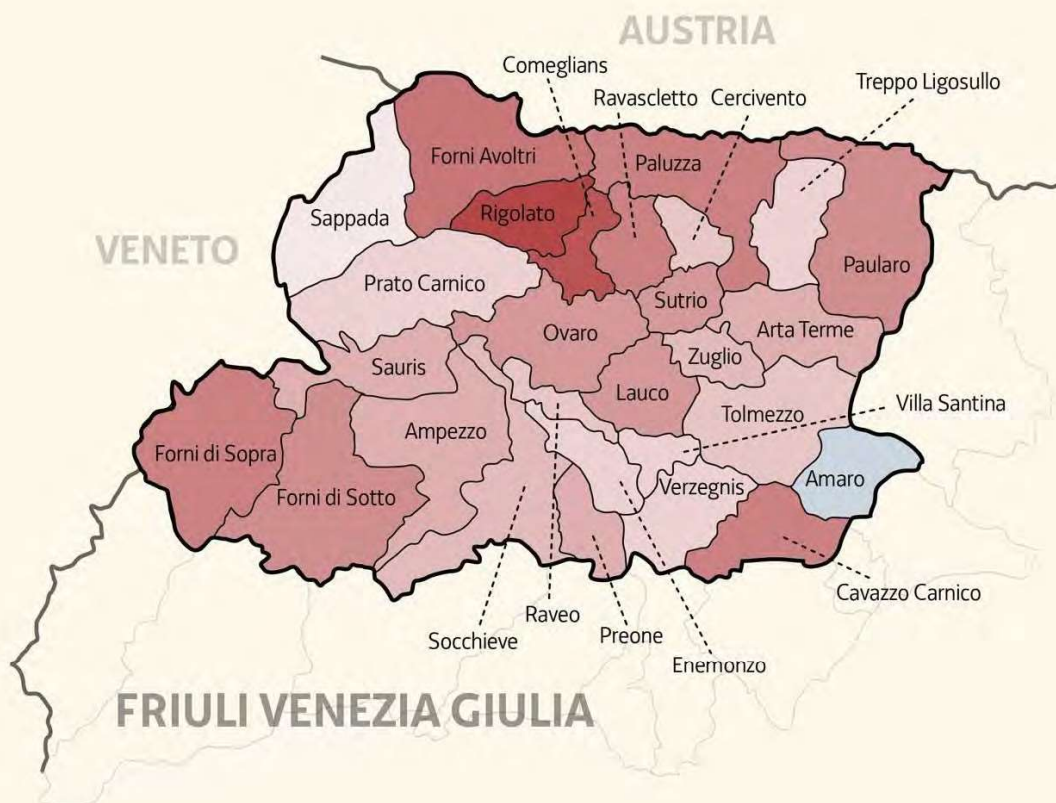 AUSTRIA
Comeglians
Treppo Ligosullo
Ravascletto
Cercivento
Forni Avoltri
Paluzza
Rigolato
Sappada
VENETO
Paularo
Prato Carnico
Sutrio
Ovaro
Arta Terme
Zuglio
Sauris
Lauco
Villa Santina
Tolmezzo
Ampezzo
Forni di Sopra
Amaro
Verzegnis
Forni di Sotto
Cavazzo Carnico
Raveo
Socchieve
Preone
Enemonzo
FRIULI VENEZIA GIULIA